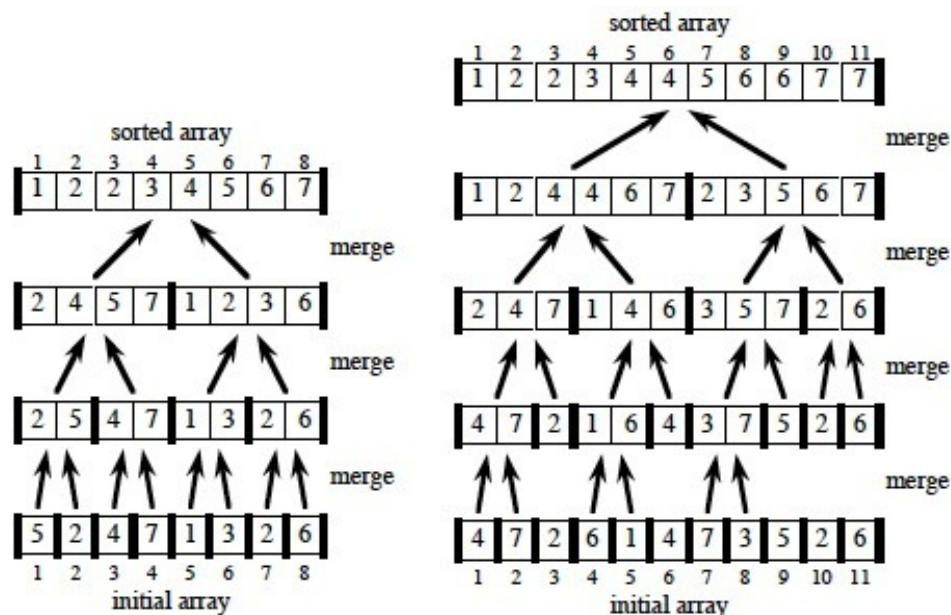 sorted array
1 2 3 4 5 6 7 8
1 2 2 3 4 5 6 7
merge
2 4 5 7 1 2 3 6
merge
2 5 4 7 1 3 2 6
merge
5 2 4 7 1 3 2 6
1 2 3 4 5 6 7 8
initial array
sorted array
1 2 3 4 5 6 7 8 9 10 11
1 2 2 3 4 4 5 6 6 7 7
merge
1 2 4 4 6 7 2 3 5 6 7
merge
2 4 7 1 4 6 3 5 7 2 6
merge
4 7 2 1 6 4 3 7 5 2 6
merge
4 7 2 6 1 4 7 3 5 2 6
1 2 3 4 5 6 7 8 9 10 11
initial array